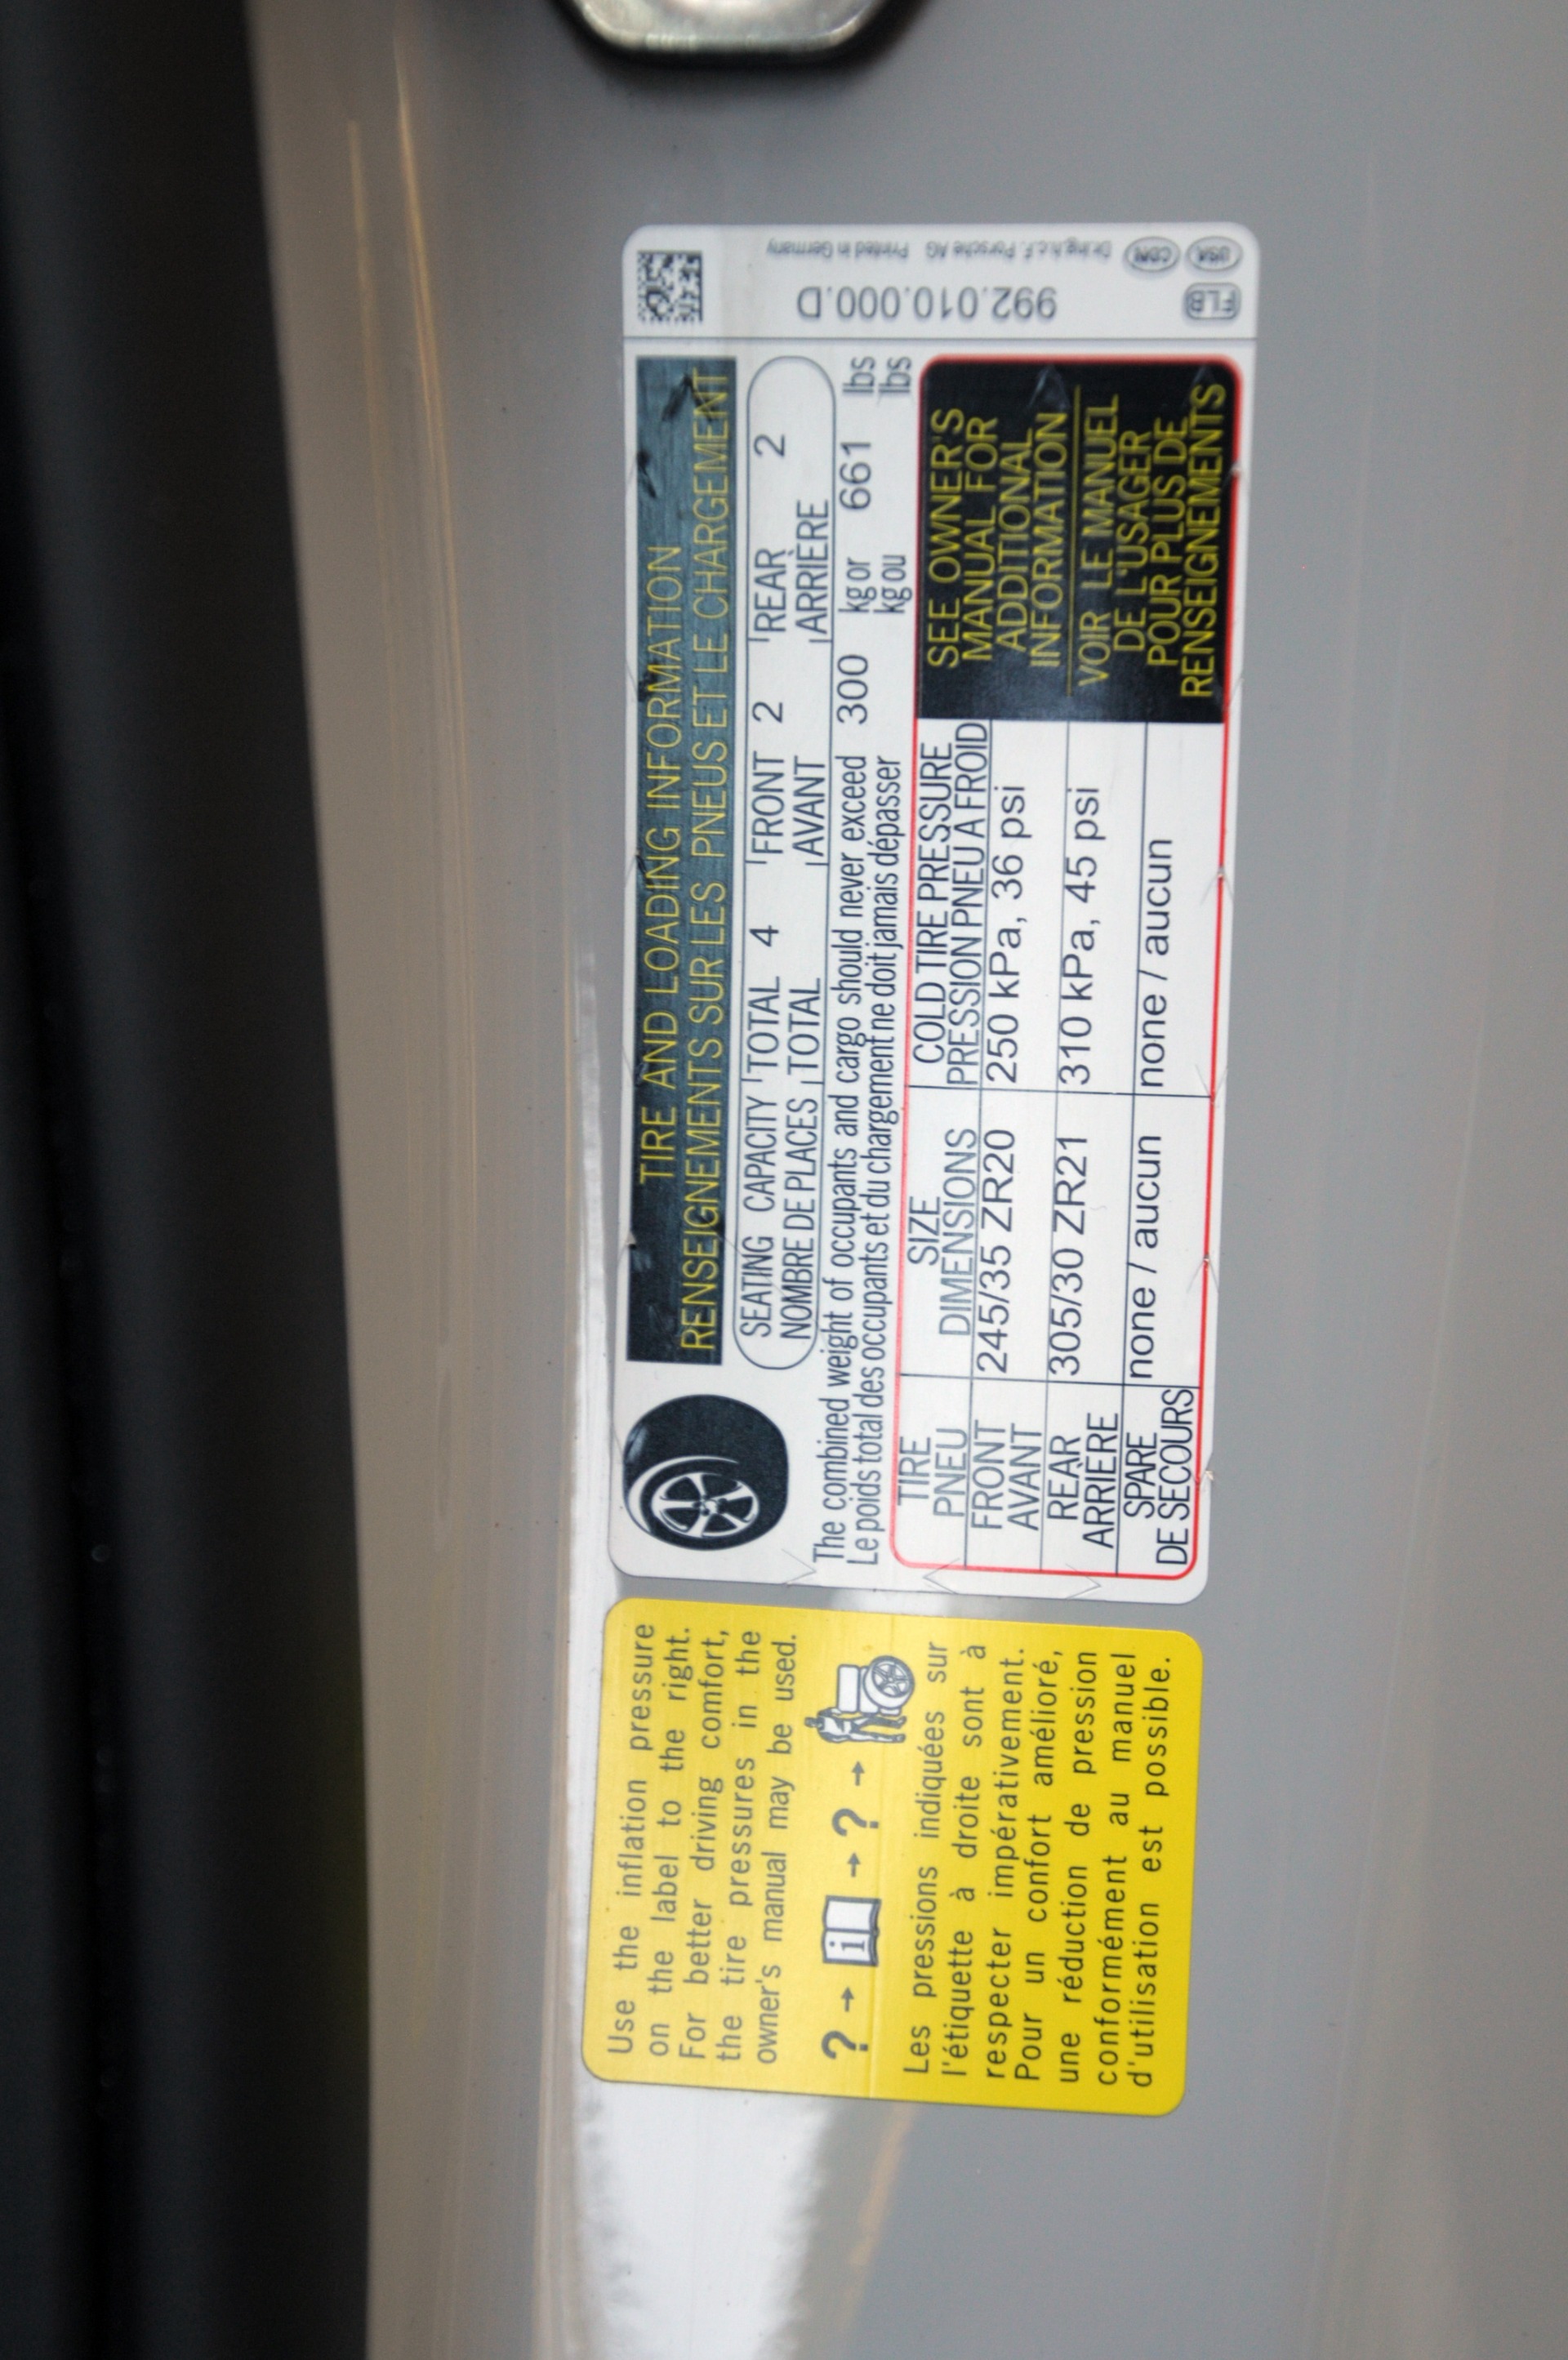 TIRE AND LOADING INFORMATION
RENSEIGNEMENTS SUR LES PNEUS ET LE CHARGEMENT
SEATING CAPACITY TOTAL 4 FRONT 2 REAR 2
NOMBRE DE PLACES TOTAL AVANT ARRIÈRE
The combined weight of occupants and cargo should never exceed 300 kg or 661 lbs
Le poids total des occupants et du chargement ne doit jamais dépasser kg ou lbs
TIRE SIZE COLD TIRE PRESSURE
PNEU DIMENSIONS PRESSION PNEU À FROID
FRONT 245/35 ZR20 250 kPa, 36 psi
AVANT
REAR 305/30 ZR21 310 kPa, 45 psi
ARRIÈRE
SPARE none / aucun none / aucun
DE SECOURS
SEE OWNER'S
MANUAL FOR
ADDITIONAL
INFORMATION
VOIR LE MANUEL
DE L'USAGER
POUR PLUS DE
RENSEIGNEMENTS
992.010.000.D
FLB
Dr.Ing.h.c.F. Porsche AG Printed in Germany
CDN
USA
Use the inflation pressure
on the label to the right.
For better driving comfort,
the tire pressures in the
owner's manual may be used.
? → i → ? →
Les pressions indiquées sur
l'étiquette à droite sont à
respecter impérativement.
Pour un confort amélioré,
une réduction de pression
conformément au manuel
d'utilisation est possible.